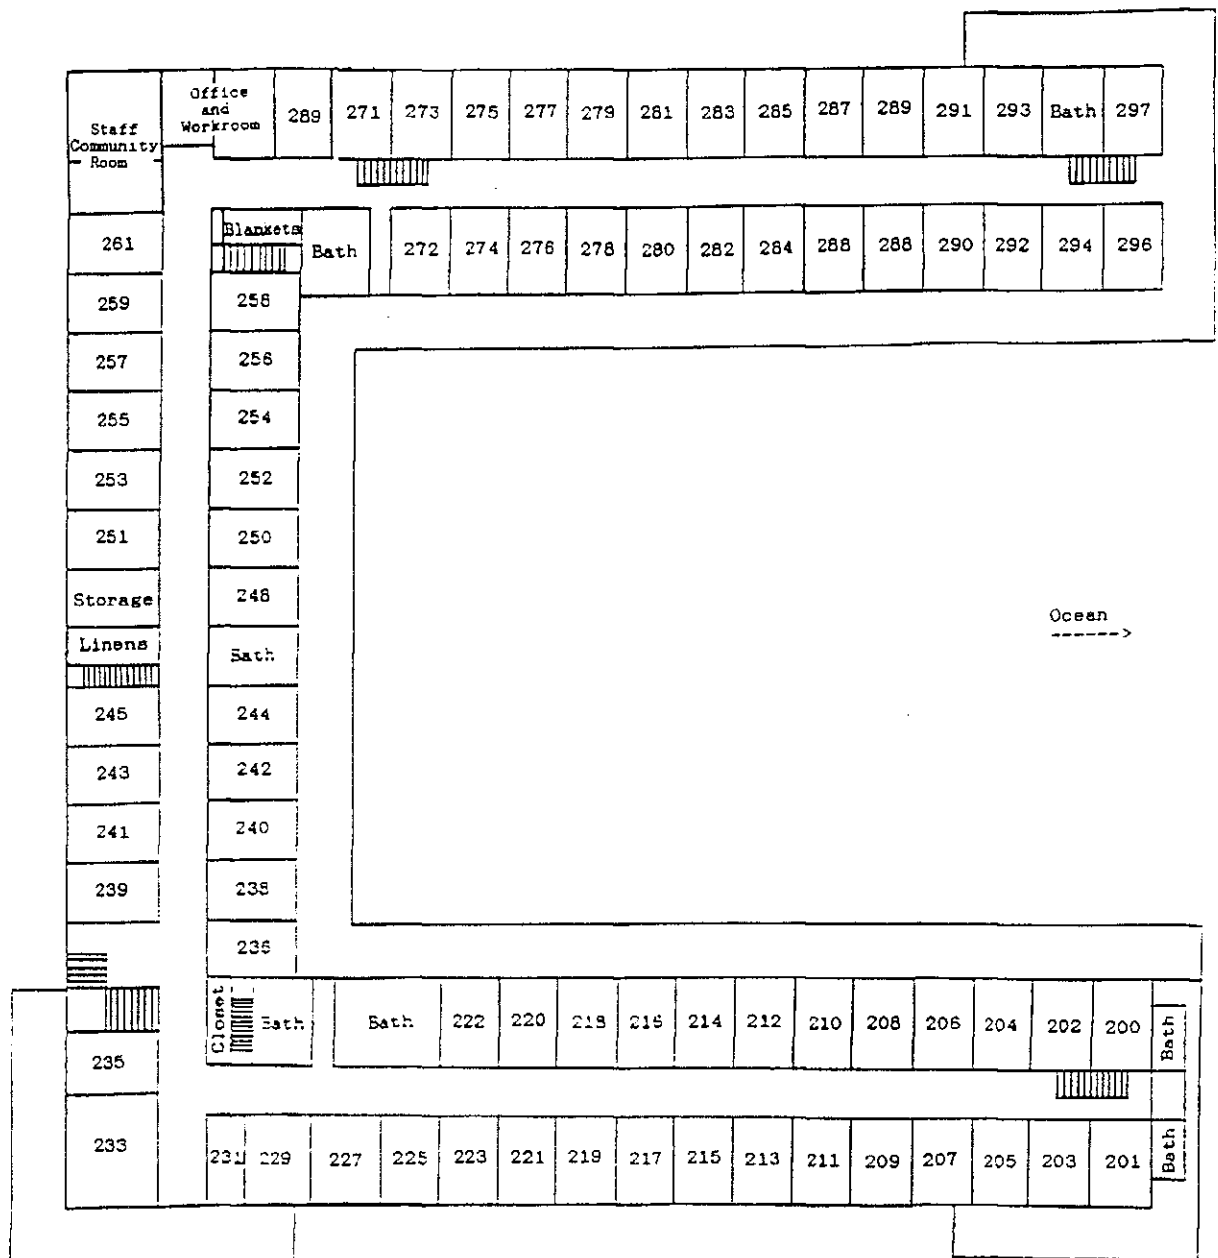 Office
and
Workroom
289 271 273 275 277 279 281 283 285 287 289 291 293 Bath 297
Staff
Community
Room
261
Blankets
Bath 272 274 276 278 280 282 284 288 288 290 292 294 296
259 258
257 256
255 254
253 252
251 250
Storage 248
Ocean
------>
Linens
Bath
245 244
243 242
241 240
239 238
236
Closet
Bath Bath 222 220 218 216 214 212 210 208 206 204 202 200 Bath
235
233 231 229 227 225 223 221 219 217 215 213 211 209 207 205 203 201 Bath